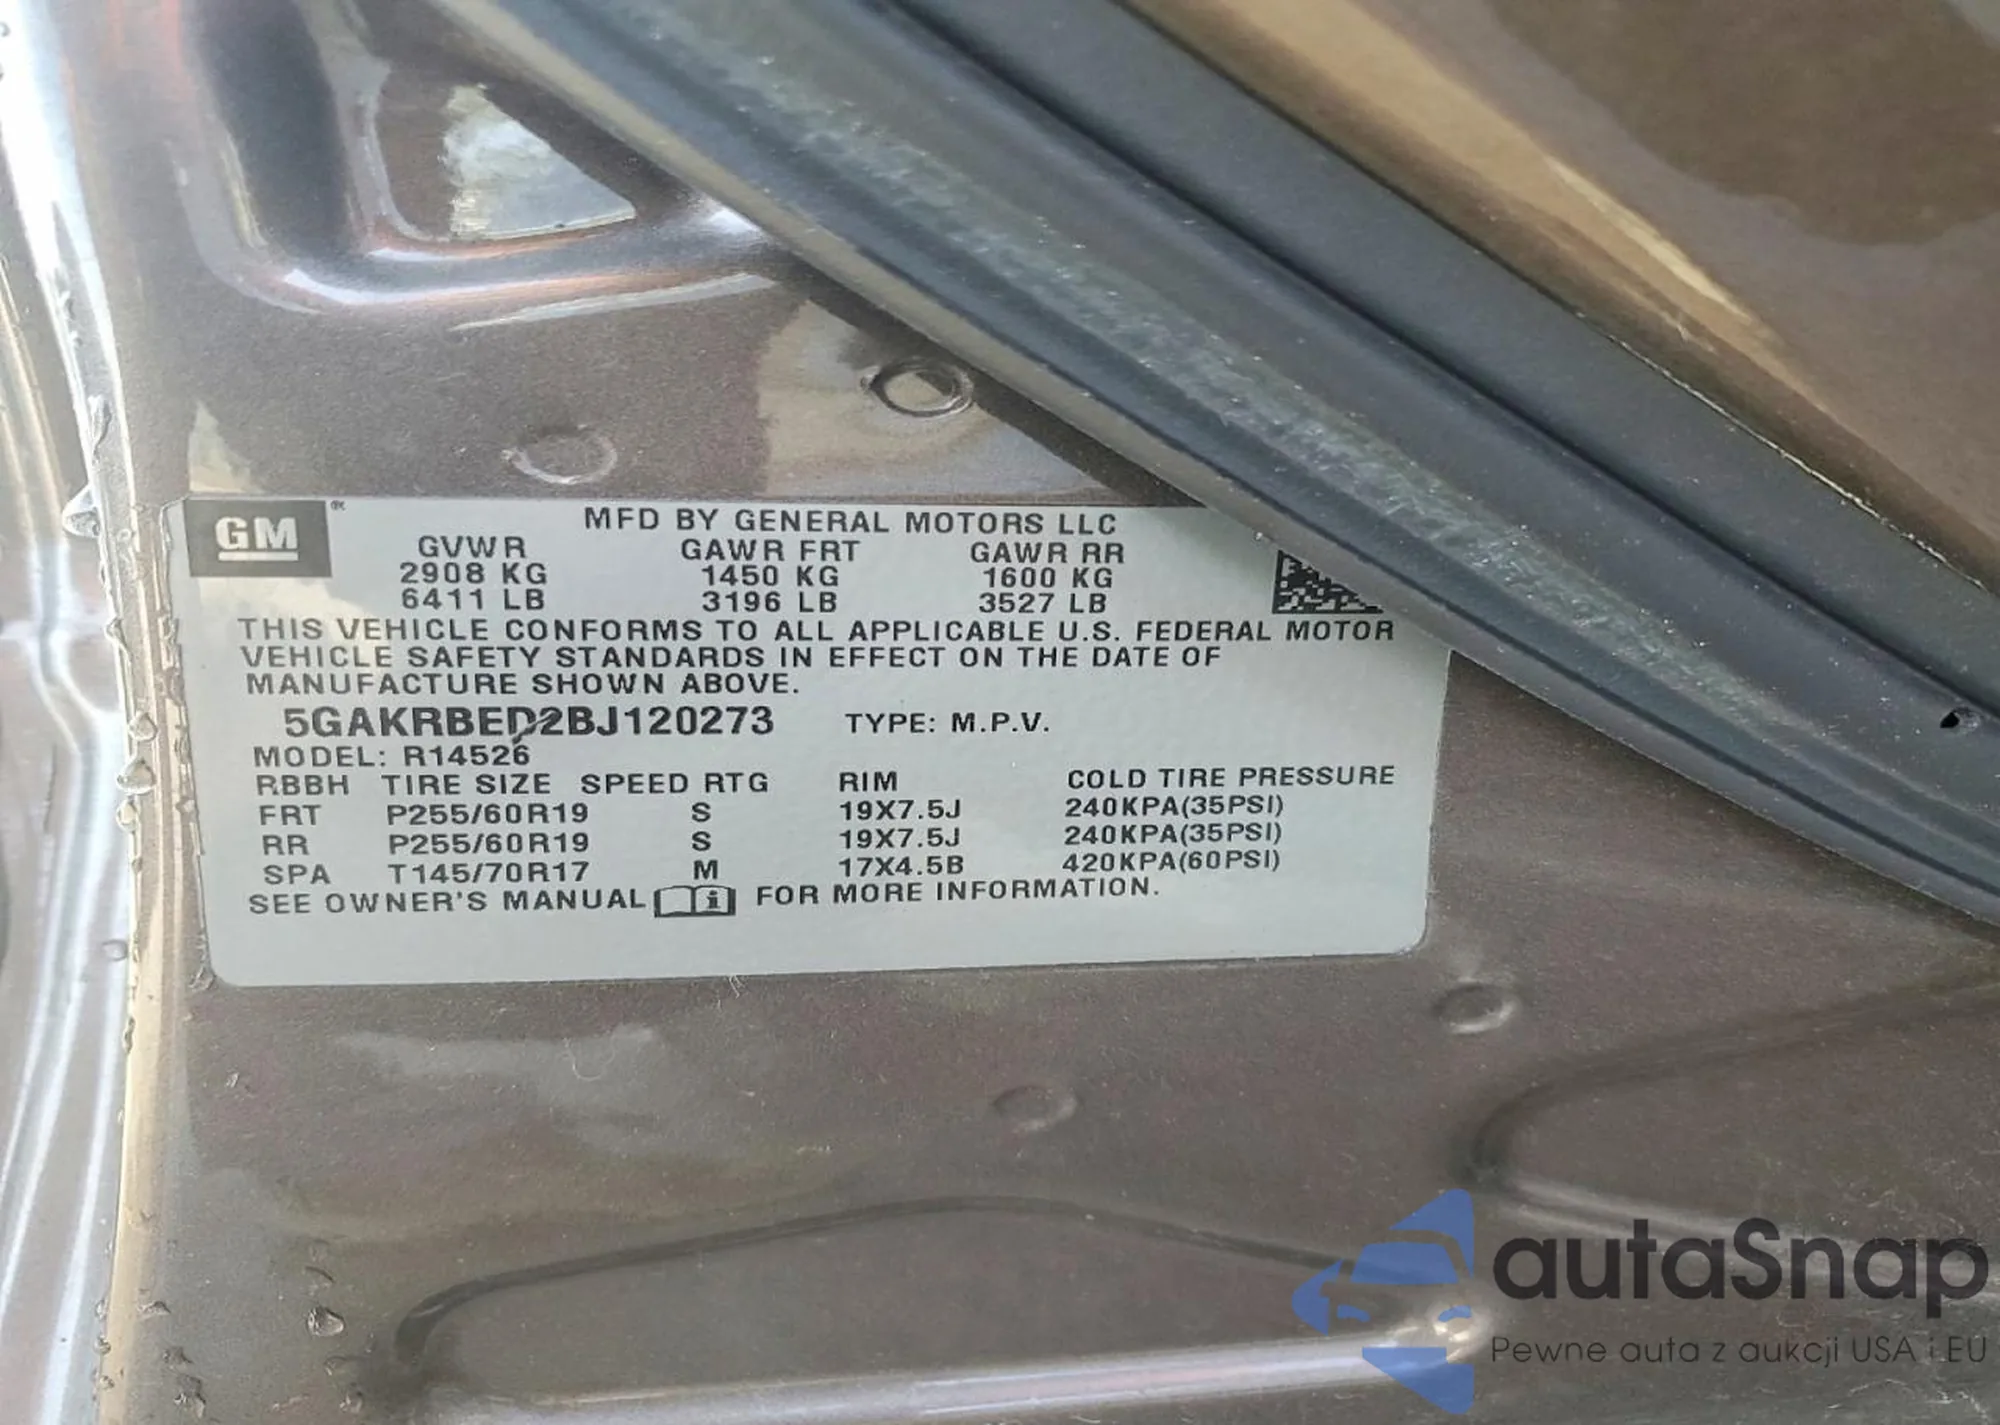 GM ® MFD BY GENERAL MOTORS LLC
GVWR GAWR FRT GAWR RR
2908 KG 1450 KG 1600 KG
6411 LB 3196 LB 3527 LB
THIS VEHICLE CONFORMS TO ALL APPLICABLE U.S. FEDERAL MOTOR
VEHICLE SAFETY STANDARDS IN EFFECT ON THE DATE OF
MANUFACTURE SHOWN ABOVE.
5GAKRBED2BJ120273 TYPE: M.P.V.
MODEL: R14526
RBBH TIRE SIZE SPEED RTG RIM COLD TIRE PRESSURE
FRT P255/60R19 S 19X7.5J 240KPA(35PSI)
RR P255/60R19 S 19X7.5J 240KPA(35PSI)
SPA T145/70R17 M 17X4.5B 420KPA(60PSI)
SEE OWNER'S MANUAL i FOR MORE INFORMATION.
autaSnap
Pewne auta z aukcji USA i EU